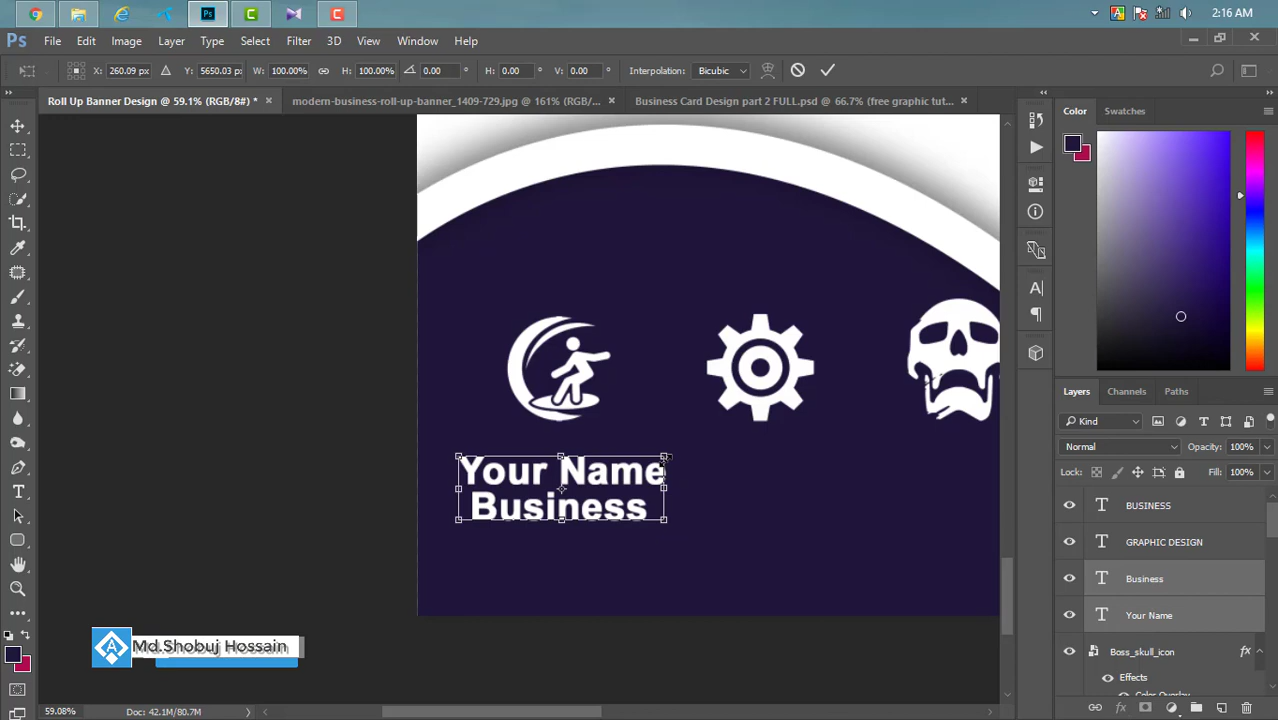 2:16 AM
Ps File Edit Image Layer Type Select Filter 3D View Window Help
X: 260.09 px Y: 5650.03 px W: 100.00% H: 100.00% 0.00 ° H: 0.00 ° V: 0.00 ° Interpolation: Bicubic
Roll Up Banner Design @ 59.1% (RGB/8#) * modern-business-roll-up-banner_1409-729.jpg @ 161% (RGB/... Business Card Design part 2 FULL.psd @ 66.7% (free graphic tut...
Color Swatches
Your Name
Business
Layers Channels Paths
Kind
Normal Opacity: 100%
Lock: Fill: 100%
BUSINESS
GRAPHIC DESIGN
Business
Your Name
Boss_skull_icon fx
Effects
Color Overlay
Md.Shobuj Hossain
59.08% Doc: 42.1M/80.7M